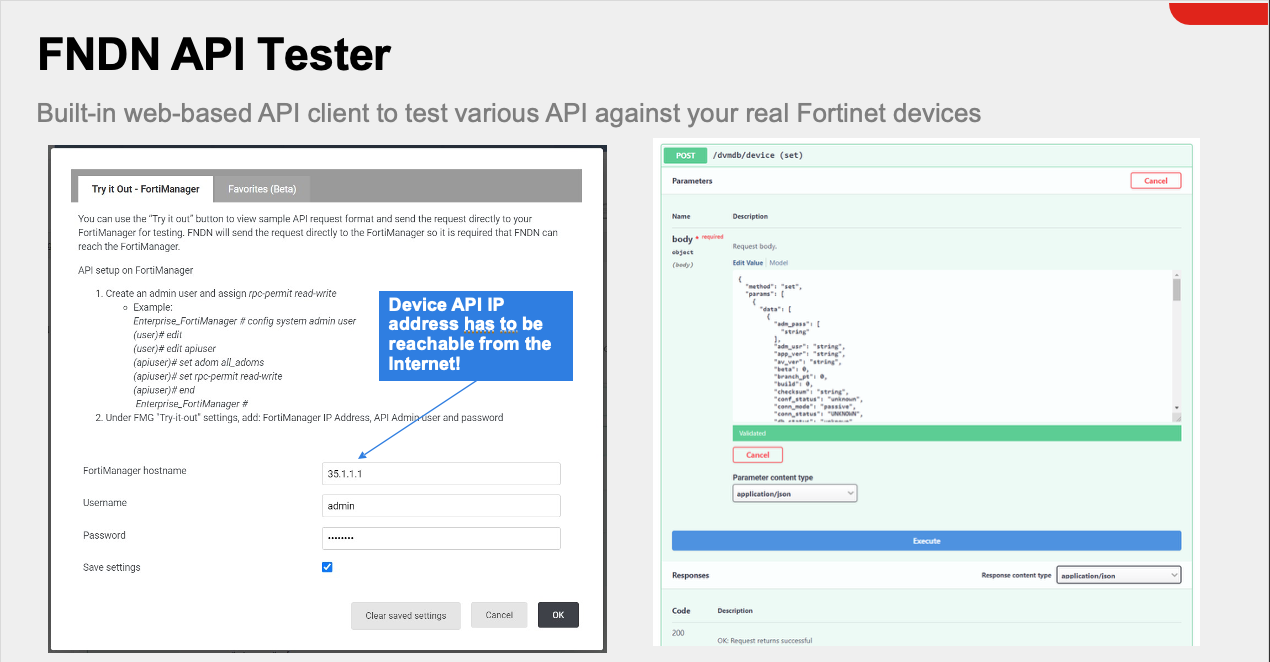 FNDN API Tester
Built-in web-based API client to test various API against your real Fortinet devices
Try it Out - FortiManager
Favorites (Beta)
You can use the "Try it out" button to view sample API request format and send the request directly to your
FortiManager for testing. FNDN will send the request directly to the FortiManager so it is required that FNDN can
reach the FortiManager.
API setup on FortiManager
1. Create an admin user and assign rpc-permit read-write
Example:
Enterprise_FortiManager # config system admin user
(user)# edit
(user)# edit apiuser
(apiuser)# set adom all_adoms
(apiuser)# set rpc-permit read-write
(apiuser)# end
Enterprise_FortiManager #
2. Under FMG "Try-it-out" settings, add: FortiManager IP Address, API Admin user and password
Device API IP
address has to be
reachable from the
Internet!
FortiManager hostname
35.1.1.1
Username
admin
Password
••••••••
Save settings
Clear saved settings
Cancel
OK
POST /dvmdb/device (set)
Parameters
Cancel
Name
Description
body * required
object
(body)
Request body.
Edit Value | Model
{
"method": "set",
"params": [
{
"data": [
{
"adm_pass": [
"string"
],
"adm_usr": "string",
"app_ver": "string",
"av_ver": "string",
"beta": 0,
"branch_pt": 0,
"build": 0,
"checksum": "string",
"conf_status": "unknown",
"conn_mode": "passive",
"conn_status": "UNKNOWN",
Validated
Cancel
Parameter content type
application/json
Execute
Responses
Response content type
application/json
Code
Description
200
OK: Request returns successful